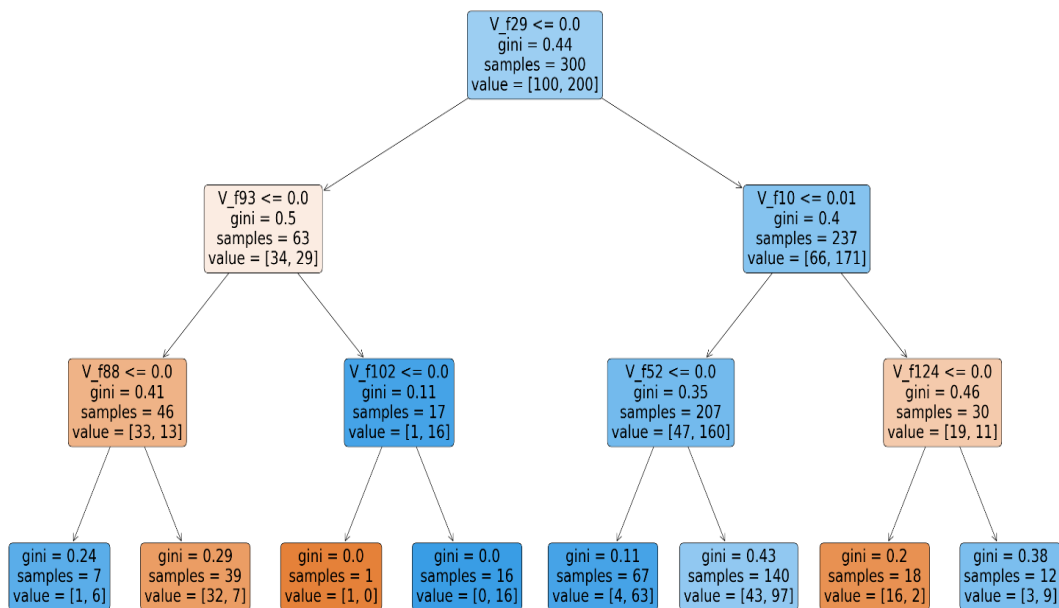 V_f29 <= 0.0
gini = 0.44
samples = 300
value = [100, 200]
V_f93 <= 0.0
gini = 0.5
samples = 63
value = [34, 29]
V_f10 <= 0.01
gini = 0.4
samples = 237
value = [66, 171]
V_f88 <= 0.0
gini = 0.41
samples = 46
value = [33, 13]
V_f102 <= 0.0
gini = 0.11
samples = 17
value = [1, 16]
V_f52 <= 0.0
gini = 0.35
samples = 207
value = [47, 160]
V_f124 <= 0.0
gini = 0.46
samples = 30
value = [19, 11]
gini = 0.24
samples = 7
value = [1, 6]
gini = 0.29
samples = 39
value = [32, 7]
gini = 0.0
samples = 1
value = [1, 0]
gini = 0.0
samples = 16
value = [0, 16]
gini = 0.11
samples = 67
value = [4, 63]
gini = 0.43
samples = 140
value = [43, 97]
gini = 0.2
samples = 18
value = [16, 2]
gini = 0.38
samples = 12
value = [3, 9]